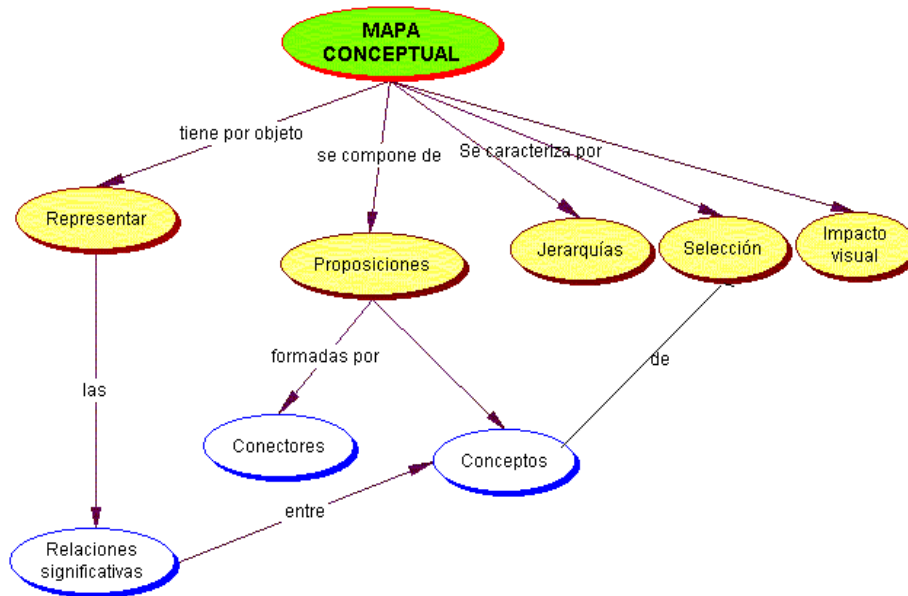 MAPA
CONCEPTUAL
tiene por objeto
se compone de
Se caracteriza por
Representar
Proposiciones
Jerarquías
Selección
Impacto
visual
las
formadas por
de
Conectores
Conceptos
entre
Relaciones
significativas